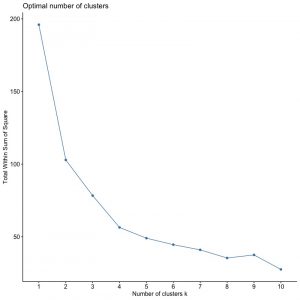 Optimal number of clusters
200
150
100
50
Total Within Sum of Square
1 2 3 4 5 6 7 8 9 10
Number of clusters k